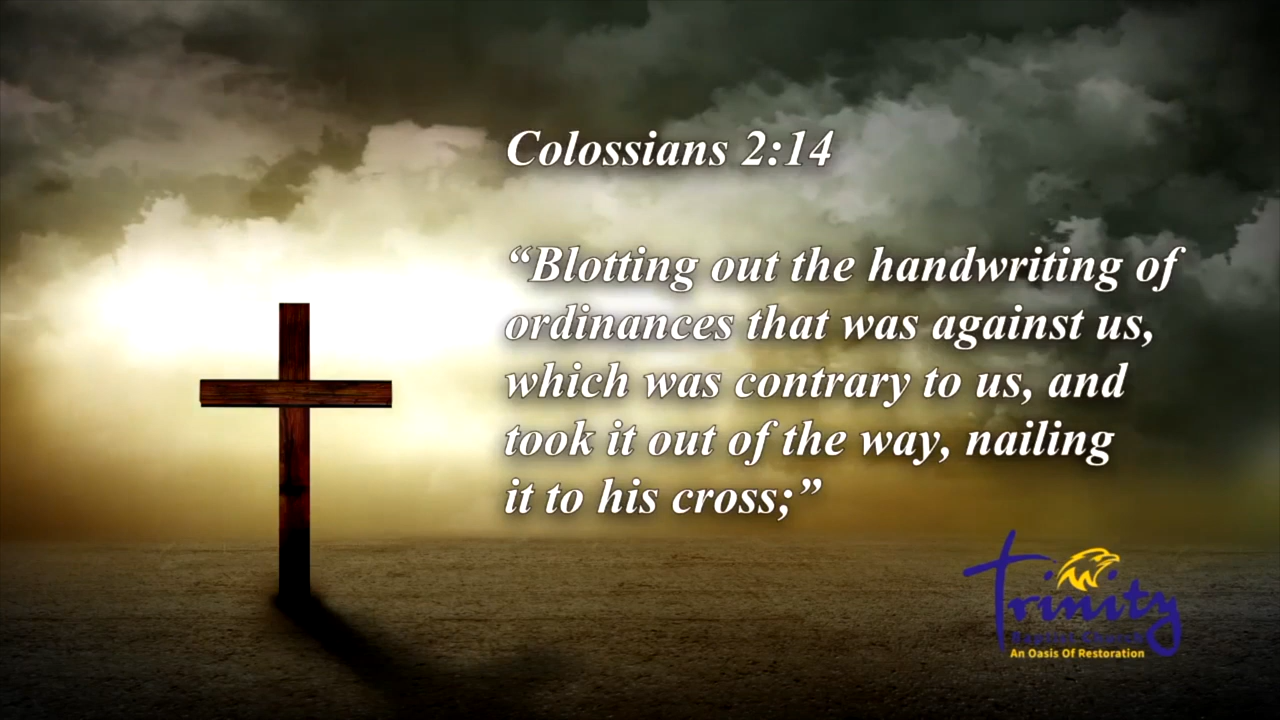 Colossians 2:14
“Blotting out the handwriting of
ordinances that was against us,
which was contrary to us, and
took it out of the way, nailing
it to his cross;”
Trinity
Baptist Church
An Oasis Of Restoration